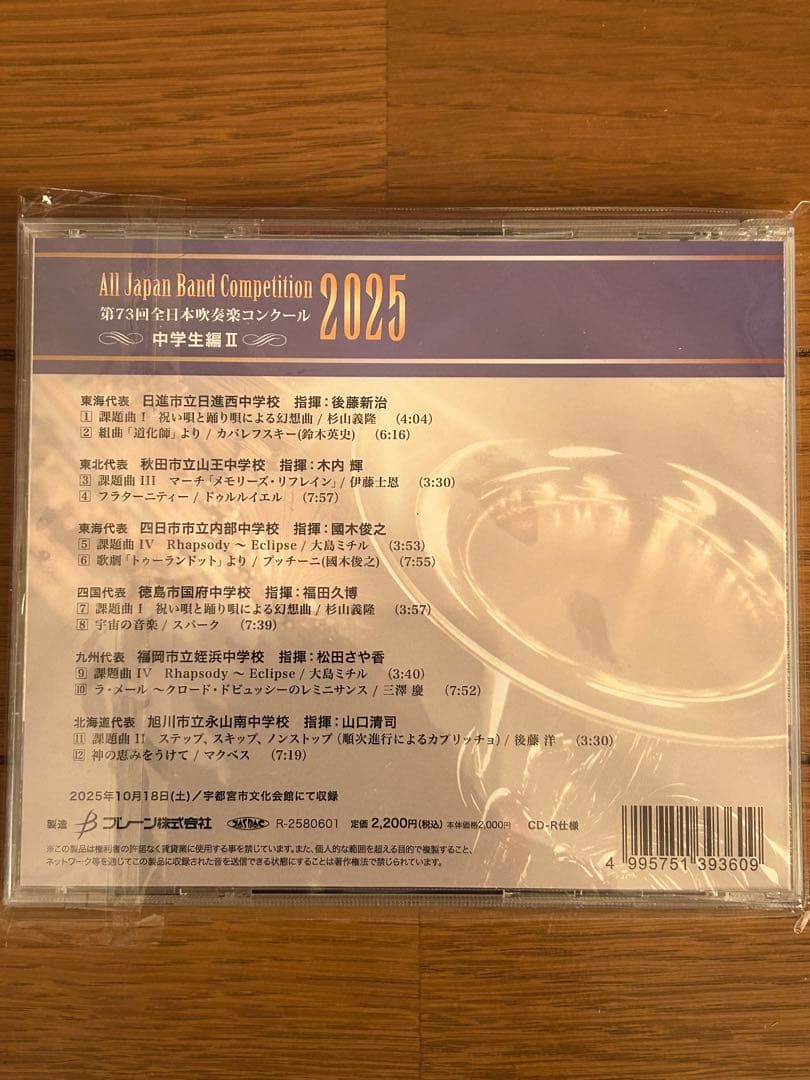 All Japan Band Competition 2025
第73回全日本吹奏楽コンクール
中学生編 II
東海代表 日進市立日進西中学校 指揮：後藤新治
1 課題曲 I 祝い唄と踊り唄による幻想曲 / 杉山義隆 (4:04)
2 組曲「道化師」より / カバレフスキー(鈴木英史) (6:16)
東北代表 秋田市立山王中学校 指揮：木内 輝
3 課題曲 III マーチ「メモリーズ・リフレイン」 / 伊藤士恩 (3:30)
4 フラターニティー / ドゥルルイエル (7:57)
東海代表 四日市市立内部中学校 指揮：國木俊之
5 課題曲 IV Rhapsody ～ Eclipse / 大島ミチル (3:53)
6 歌劇「トゥーランドット」より / プッチーニ(國木俊之) (7:55)
四国代表 徳島市国府中学校 指揮：福田久博
7 課題曲 I 祝い唄と踊り唄による幻想曲 / 杉山義隆 (3:57)
8 宇宙の音楽 / スパーク (7:39)
九州代表 福岡市立姪浜中学校 指揮：松田さや香
9 課題曲 IV Rhapsody ～ Eclipse / 大島ミチル (3:40)
10 ラ・メール ～クロード・ドビュッシーのレミニサンス / 三澤 慶 (7:52)
北海道代表 旭川市立永山南中学校 指揮：山口清司
11 課題曲 II ステップ、スキップ、ノンストップ（順次進行によるカプリッチョ） / 後藤 洋 (3:30)
12 神の恵みをうけて / マクベス (7:19)
2025年10月18日(土)／宇都宮市文化会館にて収録
製造 ブレーン株式会社 JASRAC R-2580601 定価 2,200円(税込) 本体価格2,000円 CD-R仕様
※この製品は権利者の許諾なく賃貸業に使用する事を禁じています。また、個人的な範囲を超える目的で複製すること、
ネットワーク等を通じてこの製品に収録された音を送信できる状態にすることは著作権法で禁じられています。
4 995751 393609